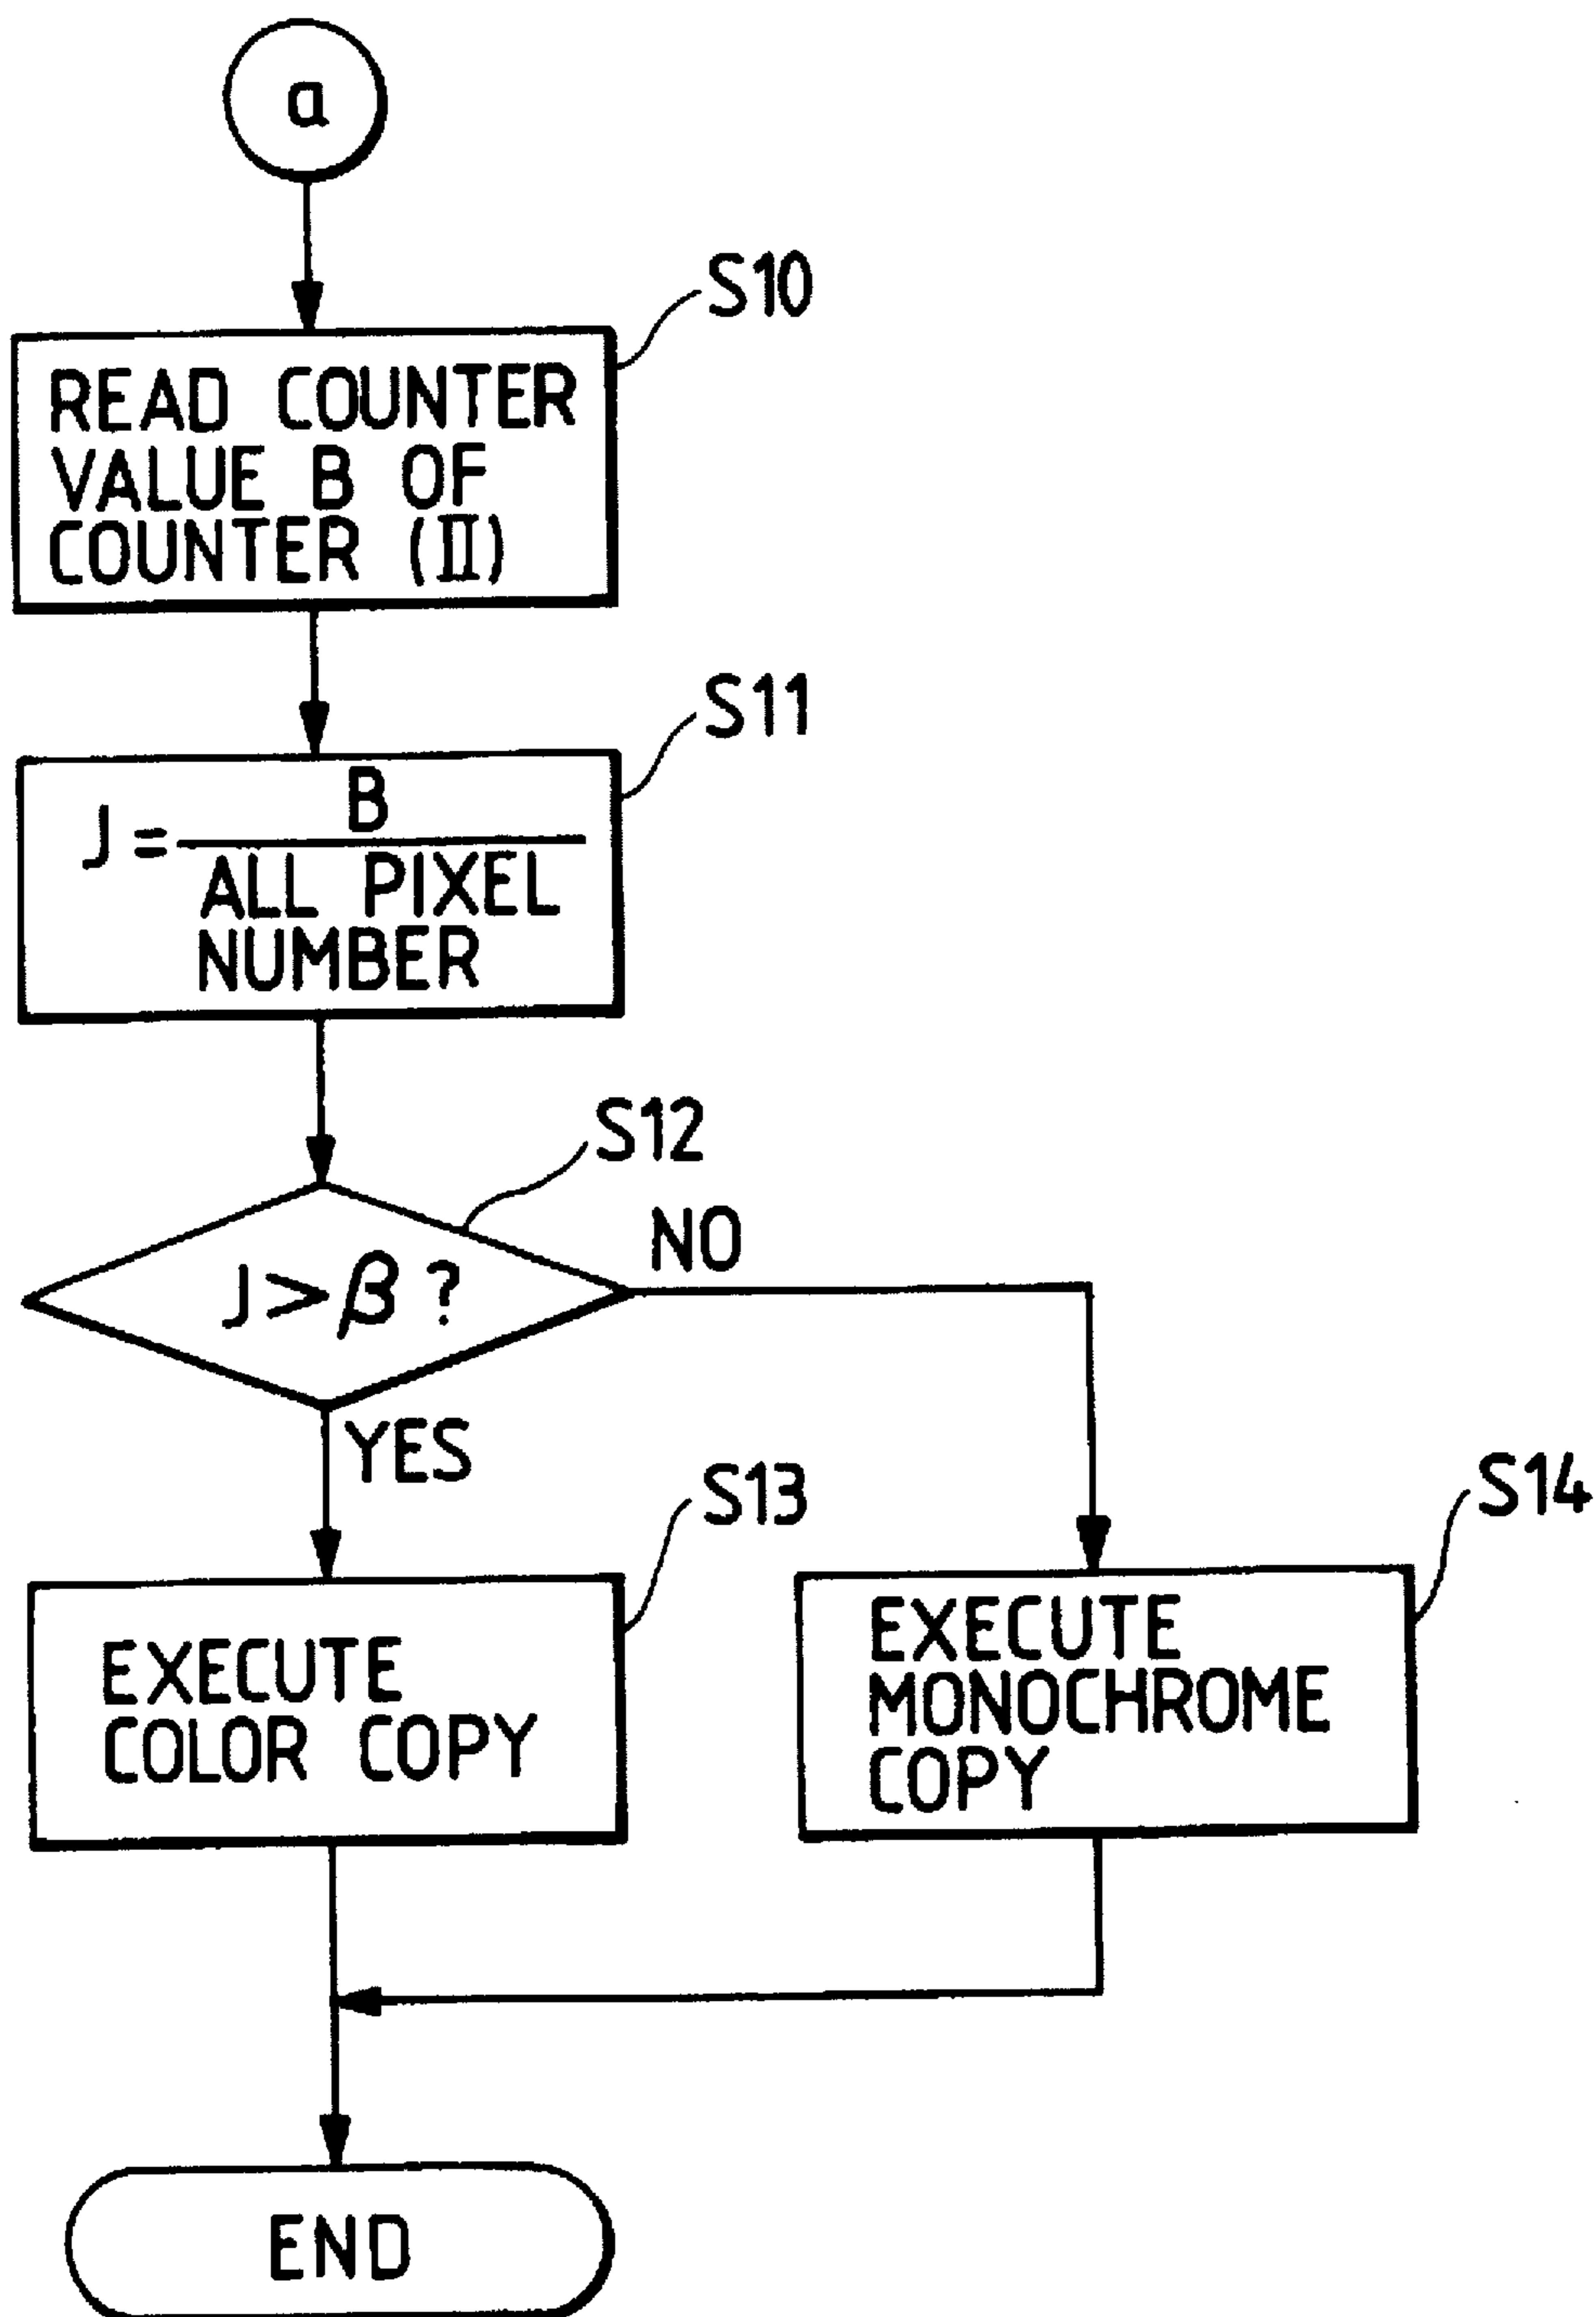 a
S10
READ COUNTER
VALUE B OF
COUNTER (II)
S11
B
J=
ALL PIXEL
NUMBER
S12
NO
J>β?
YES
S13
S14
EXECUTE
COLOR COPY
EXECUTE
MONOCHROME
COPY
END